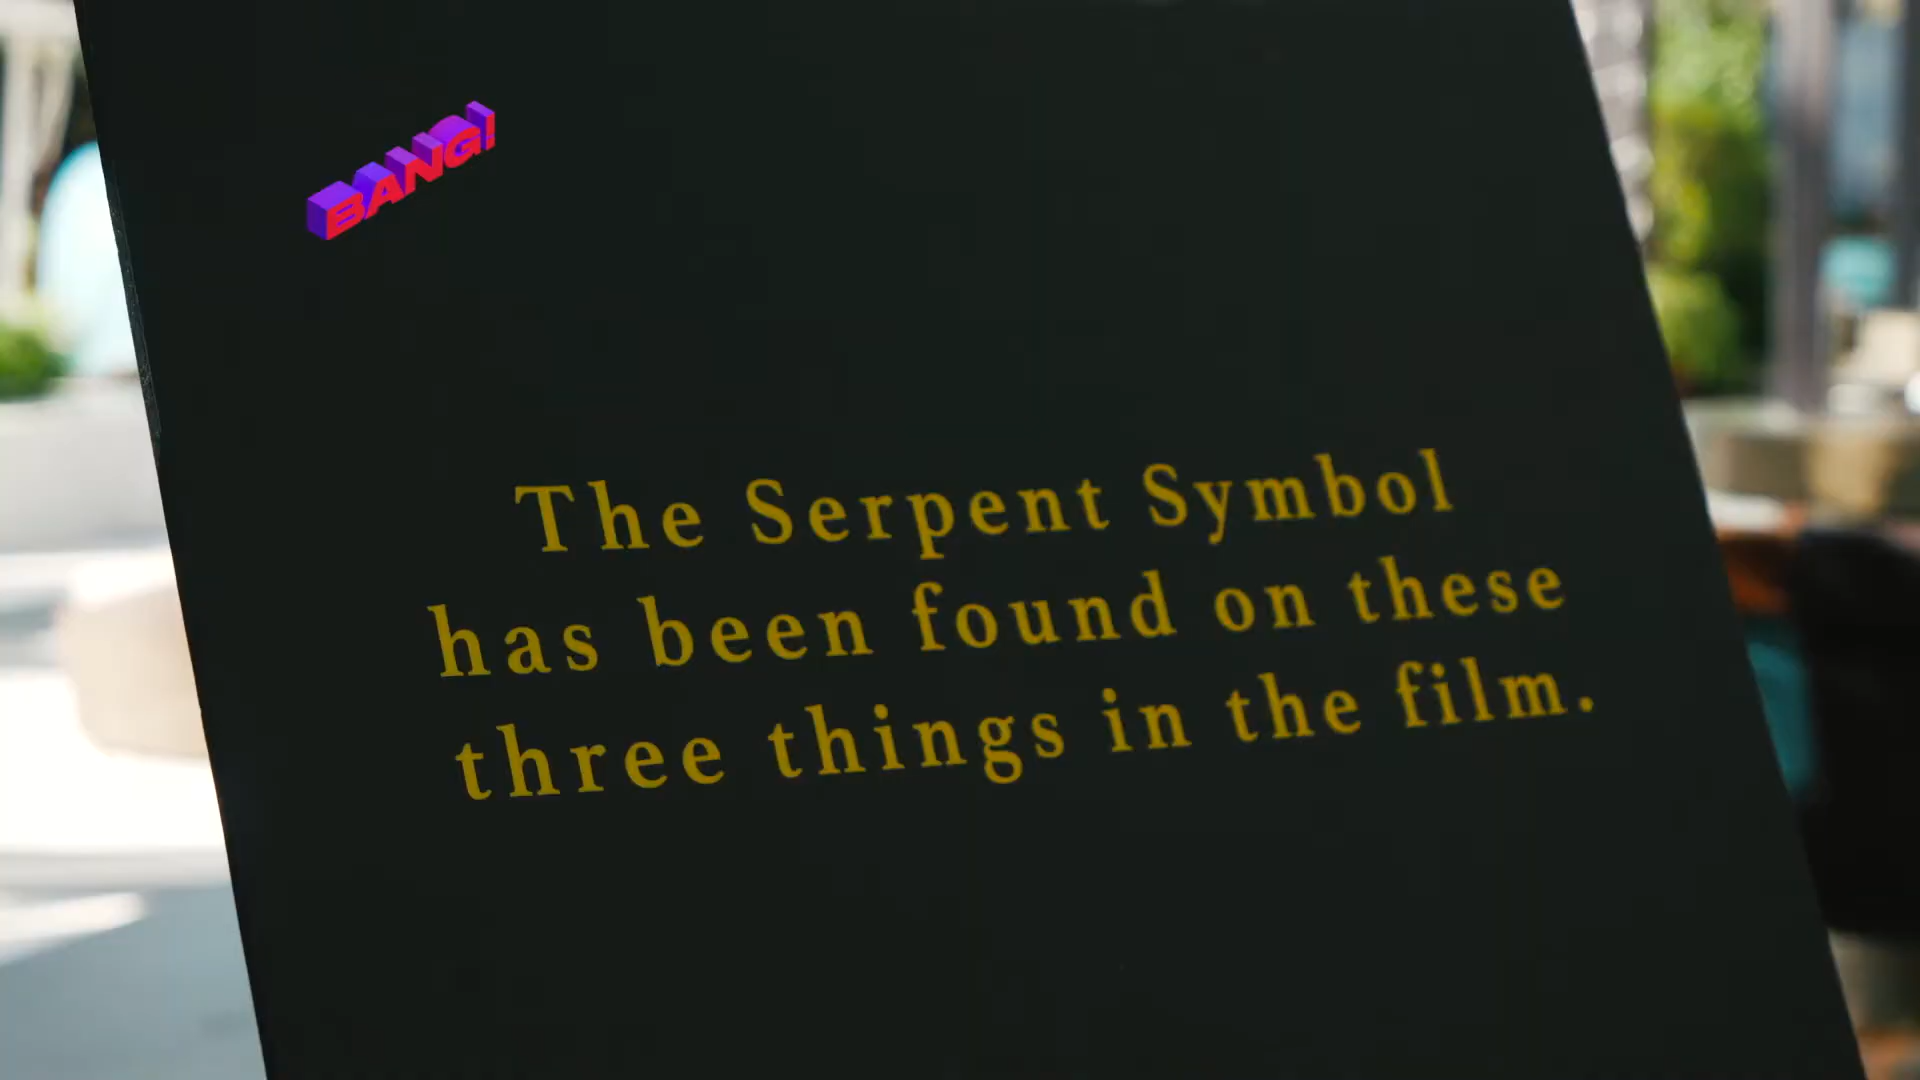 BANG!
The Serpent Symbol
has been found on these
three things in the film.